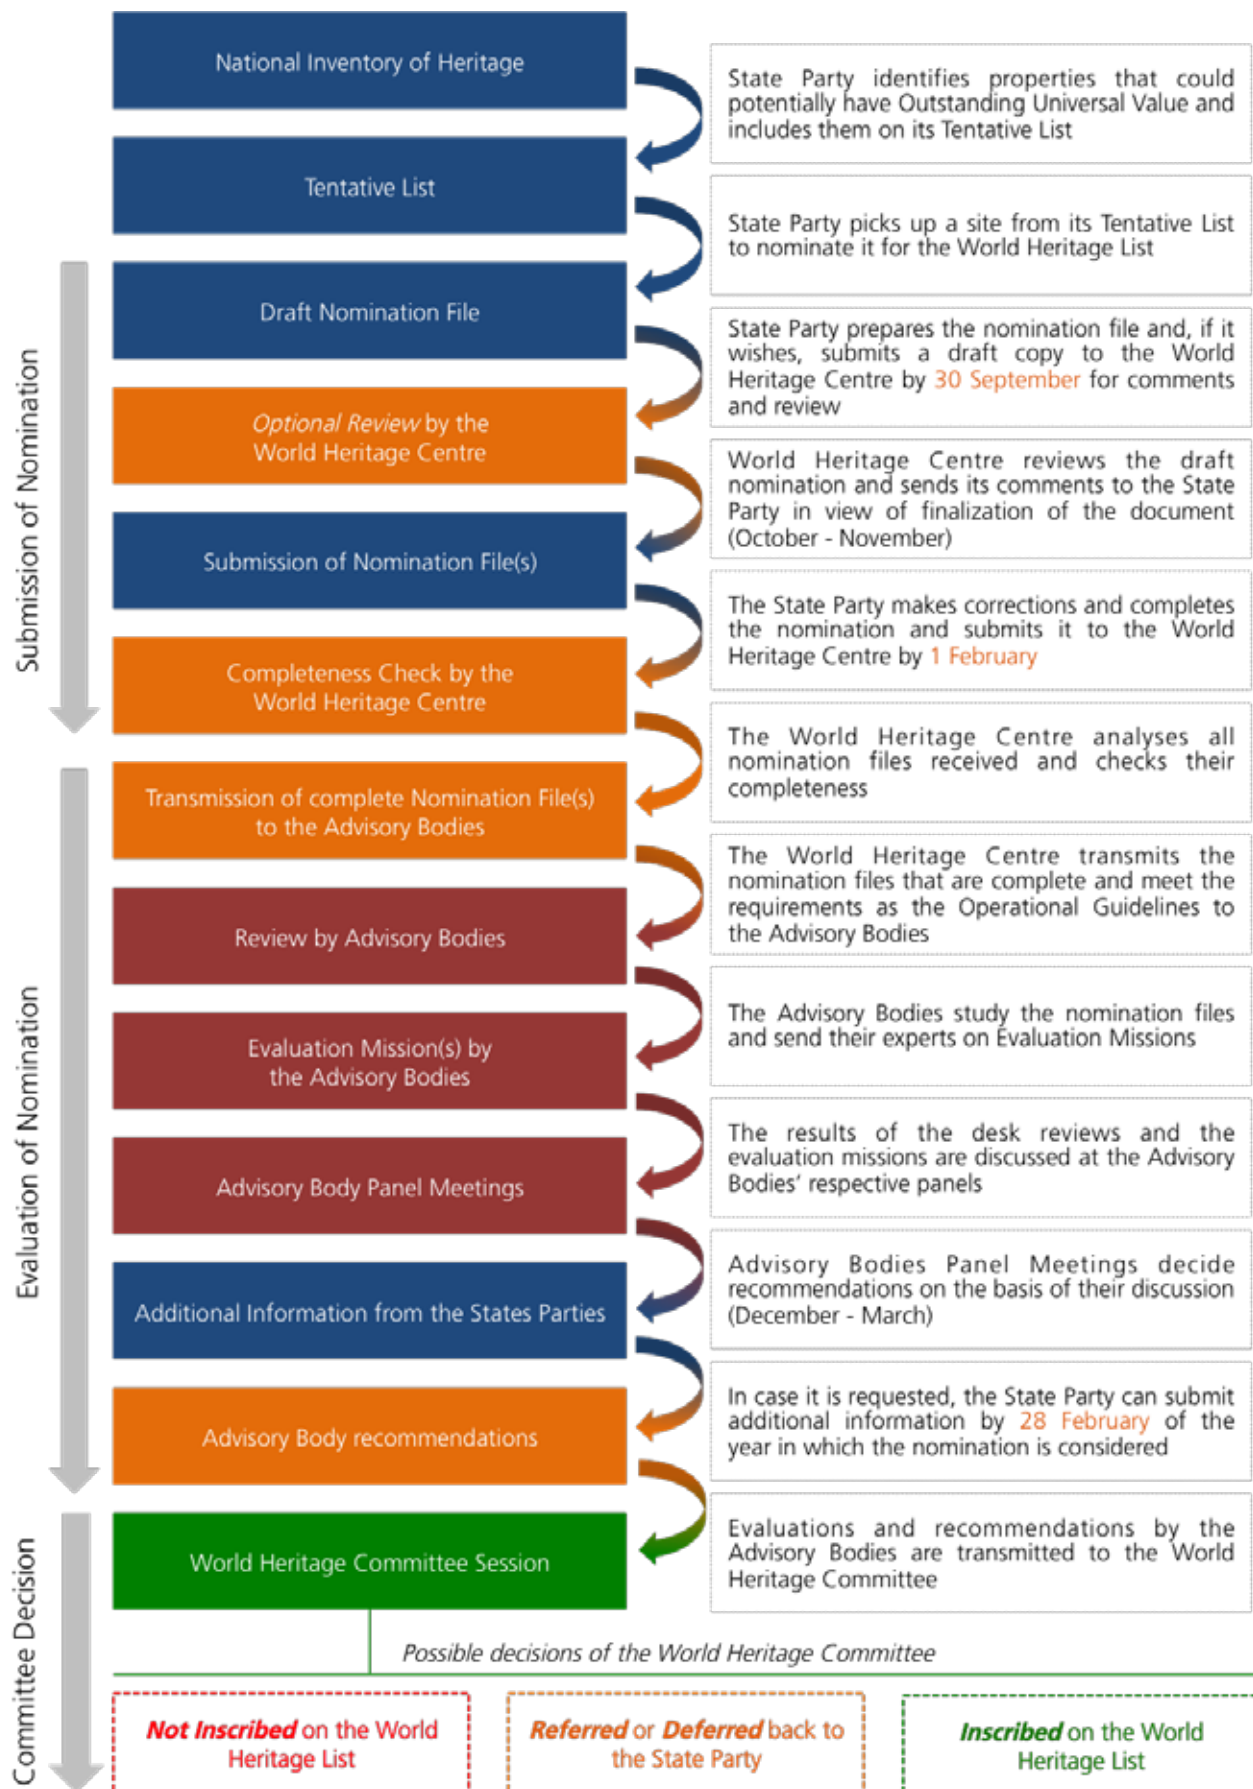 National Inventory of Heritage
State Party identifies properties that could
potentially have Outstanding Universal Value and
includes them on its Tentative List
Tentative List
State Party picks up a site from its Tentative List
to nominate it for the World Heritage List
Submission of Nomination
Draft Nomination File
State Party prepares the nomination file and, if it
wishes, submits a draft copy to the World
Heritage Centre by 30 September for comments
and review
Optional Review by the
World Heritage Centre
World Heritage Centre reviews the draft
nomination and sends its comments to the State
Party in view of finalization of the document
(October - November)
Submission of Nomination File(s)
The State Party makes corrections and completes
the nomination and submits it to the World
Heritage Centre by 1 February
Completeness Check by the
World Heritage Centre
The World Heritage Centre analyses all
nomination files received and checks their
completeness
Evaluation of Nomination
Transmission of complete Nomination File(s)
to the Advisory Bodies
The World Heritage Centre transmits the
nomination files that are complete and meet the
requirements as the Operational Guidelines to
the Advisory Bodies
Review by Advisory Bodies
The Advisory Bodies study the nomination files
and send their experts on Evaluation Missions
Evaluation Mission(s) by
the Advisory Bodies
The results of the desk reviews and the
evaluation missions are discussed at the Advisory
Bodies' respective panels
Advisory Body Panel Meetings
Advisory Bodies Panel Meetings decide
recommendations on the basis of their discussion
(December - March)
Additional Information from the States Parties
In case it is requested, the State Party can submit
additional information by 28 February of the
year in which the nomination is considered
Advisory Body recommendations
Evaluations and recommendations by the
Advisory Bodies are transmitted to the World
Heritage Committee
Committee Decision
World Heritage Committee Session
Possible decisions of the World Heritage Committee
Not Inscribed on the World
Heritage List
Referred or Deferred back to
the State Party
Inscribed on the World
Heritage List